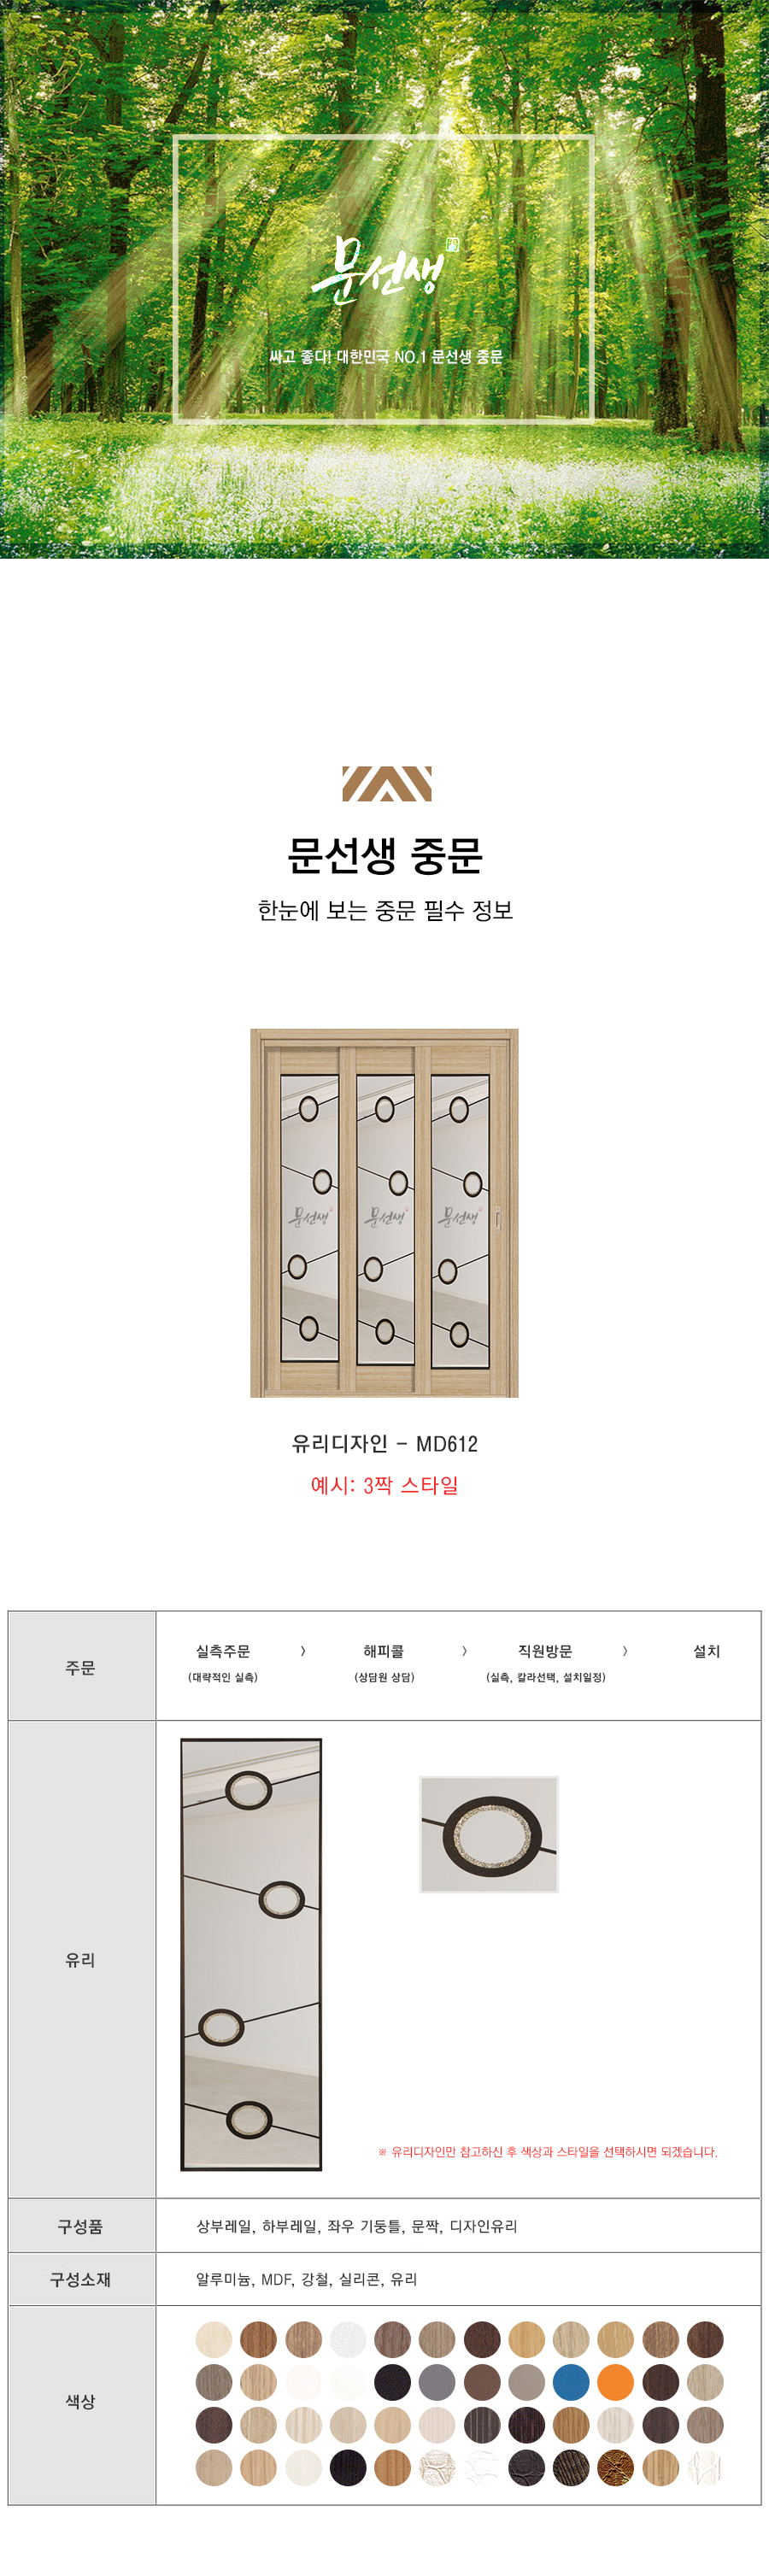 문선생
싸고 좋다! 대한민국 NO.1 문선생 중문
문선생 중문
한눈에 보는 중문 필수 정보
문선생 문선생 문선생
유리디자인 - MD612
예시: 3짝 스타일
주문
실측주문 > 해피콜 > 직원방문 > 설치
(대략적인 실측) (상담원 상담) (실측, 칼라선택, 설치일정)
유리
※ 유리디자인만 참고하신 후 색상과 스타일을 선택하시면 되겠습니다.
구성품
상부레일, 하부레일, 좌우 기둥틀, 문짝, 디자인유리
구성소재
알루미늄, MDF, 강철, 실리콘, 유리
색상